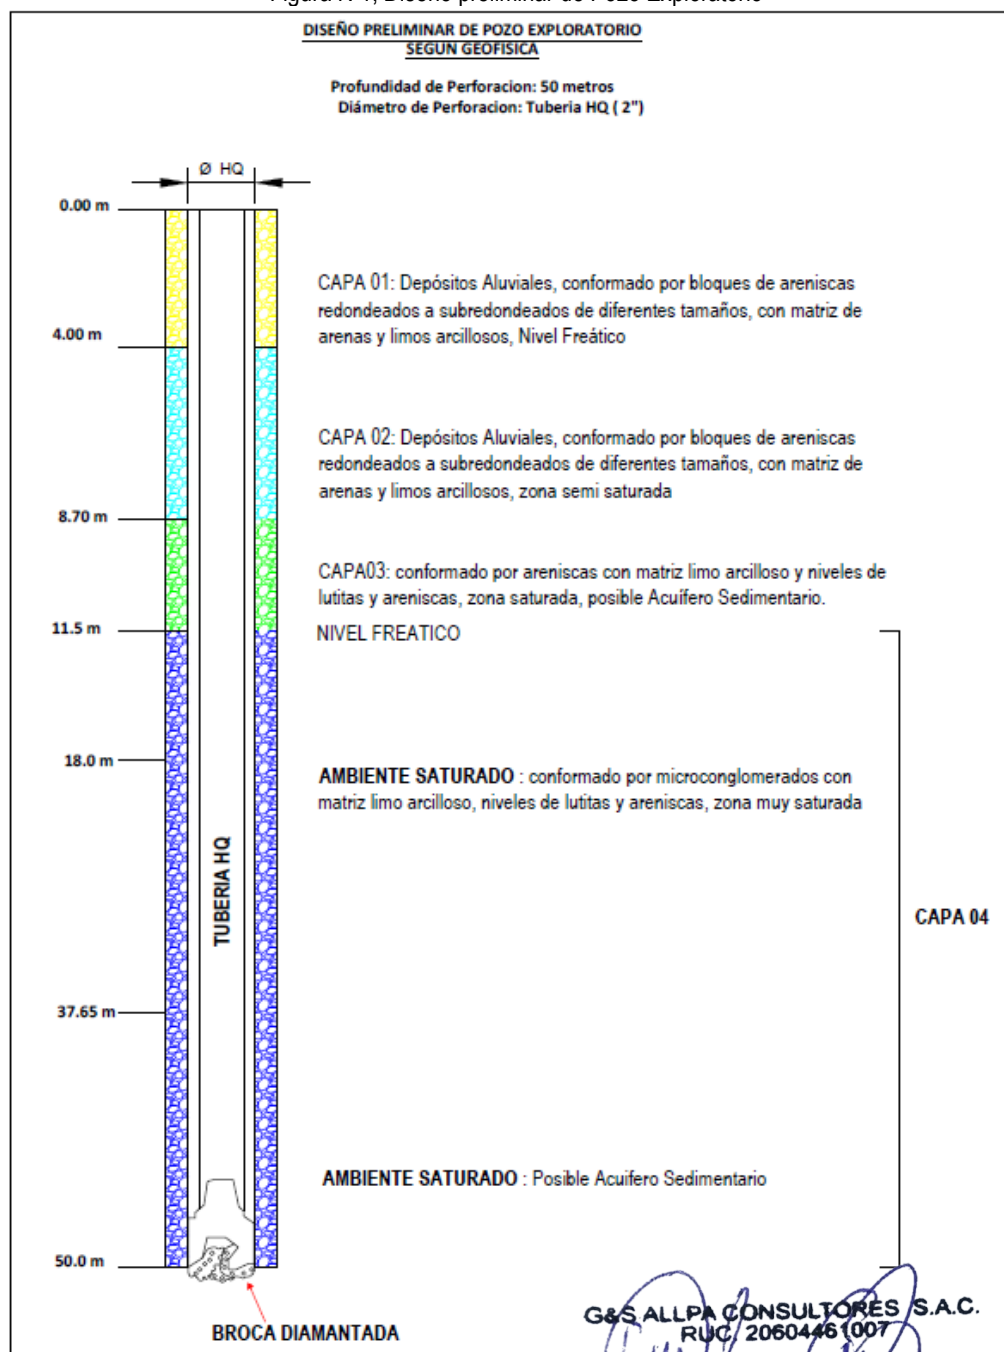 DISEÑO PRELIMINAR DE POZO EXPLORATORIO
SEGUN GEOFISICA
Profundidad de Perforacion: 50 metros
Diámetro de Perforacion: Tuberia HQ ( 2")
Ø HQ
0.00 m
CAPA 01: Depósitos Aluviales, conformado por bloques de areniscas
redondeados a subredondeados de diferentes tamaños, con matriz de
arenas y limos arcillosos, Nivel Freático
4.00 m
CAPA 02: Depósitos Aluviales, conformado por bloques de areniscas
redondeados a subredondeados de diferentes tamaños, con matriz de
arenas y limos arcillosos, zona semi saturada
8.70 m
CAPA03: conformado por areniscas con matriz limo arcilloso y niveles de
lutitas y areniscas, zona saturada, posible Acuífero Sedimentario.
11.5 m
NIVEL FREATICO
18.0 m
AMBIENTE SATURADO : conformado por microconglomerados con
matriz limo arcilloso, niveles de lutitas y areniscas, zona muy saturada
TUBERIA HQ
CAPA 04
37.65 m
AMBIENTE SATURADO : Posible Acuifero Sedimentario
50.0 m
BROCA DIAMANTADA
G&S ALLPA CONSULTORES S.A.C.
RUC. 20604461007